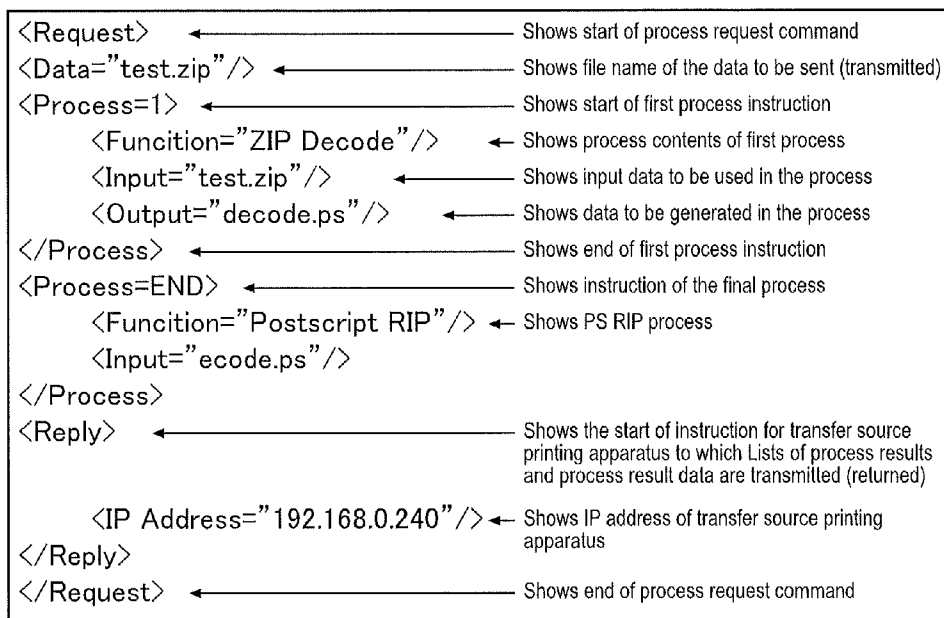 <Request> Shows start of process request command
<Data="test.zip"/> Shows file name of the data to be sent (transmitted)
<Process=1> Shows start of first process instruction
<Funcition="ZIP Decode"/> Shows process contents of first process
<Input="test.zip"/> Shows input data to be used in the process
<Output="decode.ps"/> Shows data to be generated in the process
</Process> Shows end of first process instruction
<Process=END> Shows instruction of the final process
<Funcition="Postscript RIP"/> Shows PS RIP process
<Input="ecode.ps"/>
</Process>
<Reply> Shows the start of instruction for transfer source
printing apparatus to which Lists of process results
and process result data are transmitted (returned)
<IP Address="192.168.0.240"/> Shows IP address of transfer source printing
apparatus
</Reply>
</Request> Shows end of process request command